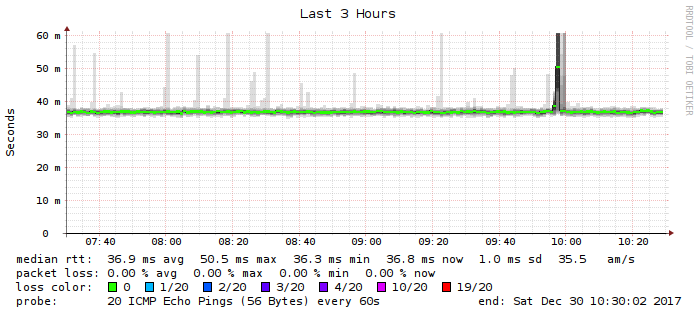 Last 3 Hours
RRDTOOL / TOBI OETIKER
Seconds
60 m
50 m
40 m
30 m
20 m
10 m
0
07:40 08:00 08:20 08:40 09:00 09:20 09:40 10:00 10:20
median rtt: 36.9 ms avg 50.5 ms max 36.3 ms min 36.8 ms now 1.0 ms sd 35.5 am/s
packet loss: 0.00 % avg 0.00 % max 0.00 % min 0.00 % now
loss color: 0 1/20 2/20 3/20 4/20 10/20 19/20
probe: 20 ICMP Echo Pings (56 Bytes) every 60s end: Sat Dec 30 10:30:02 2017